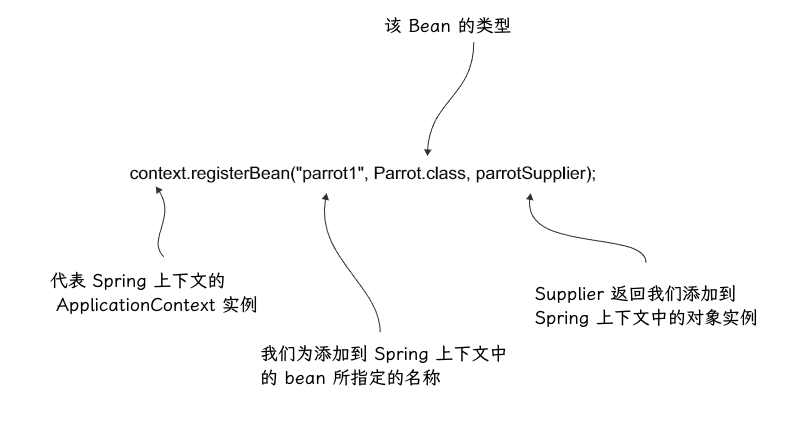 该 Bean 的类型
context.registerBean("parrot1", Parrot.class, parrotSupplier);
代表 Spring 上下文的
ApplicationContext 实例
Supplier 返回我们添加到
Spring 上下文中的对象实例
我们为添加到 Spring 上下文中
的 bean 所指定的名称